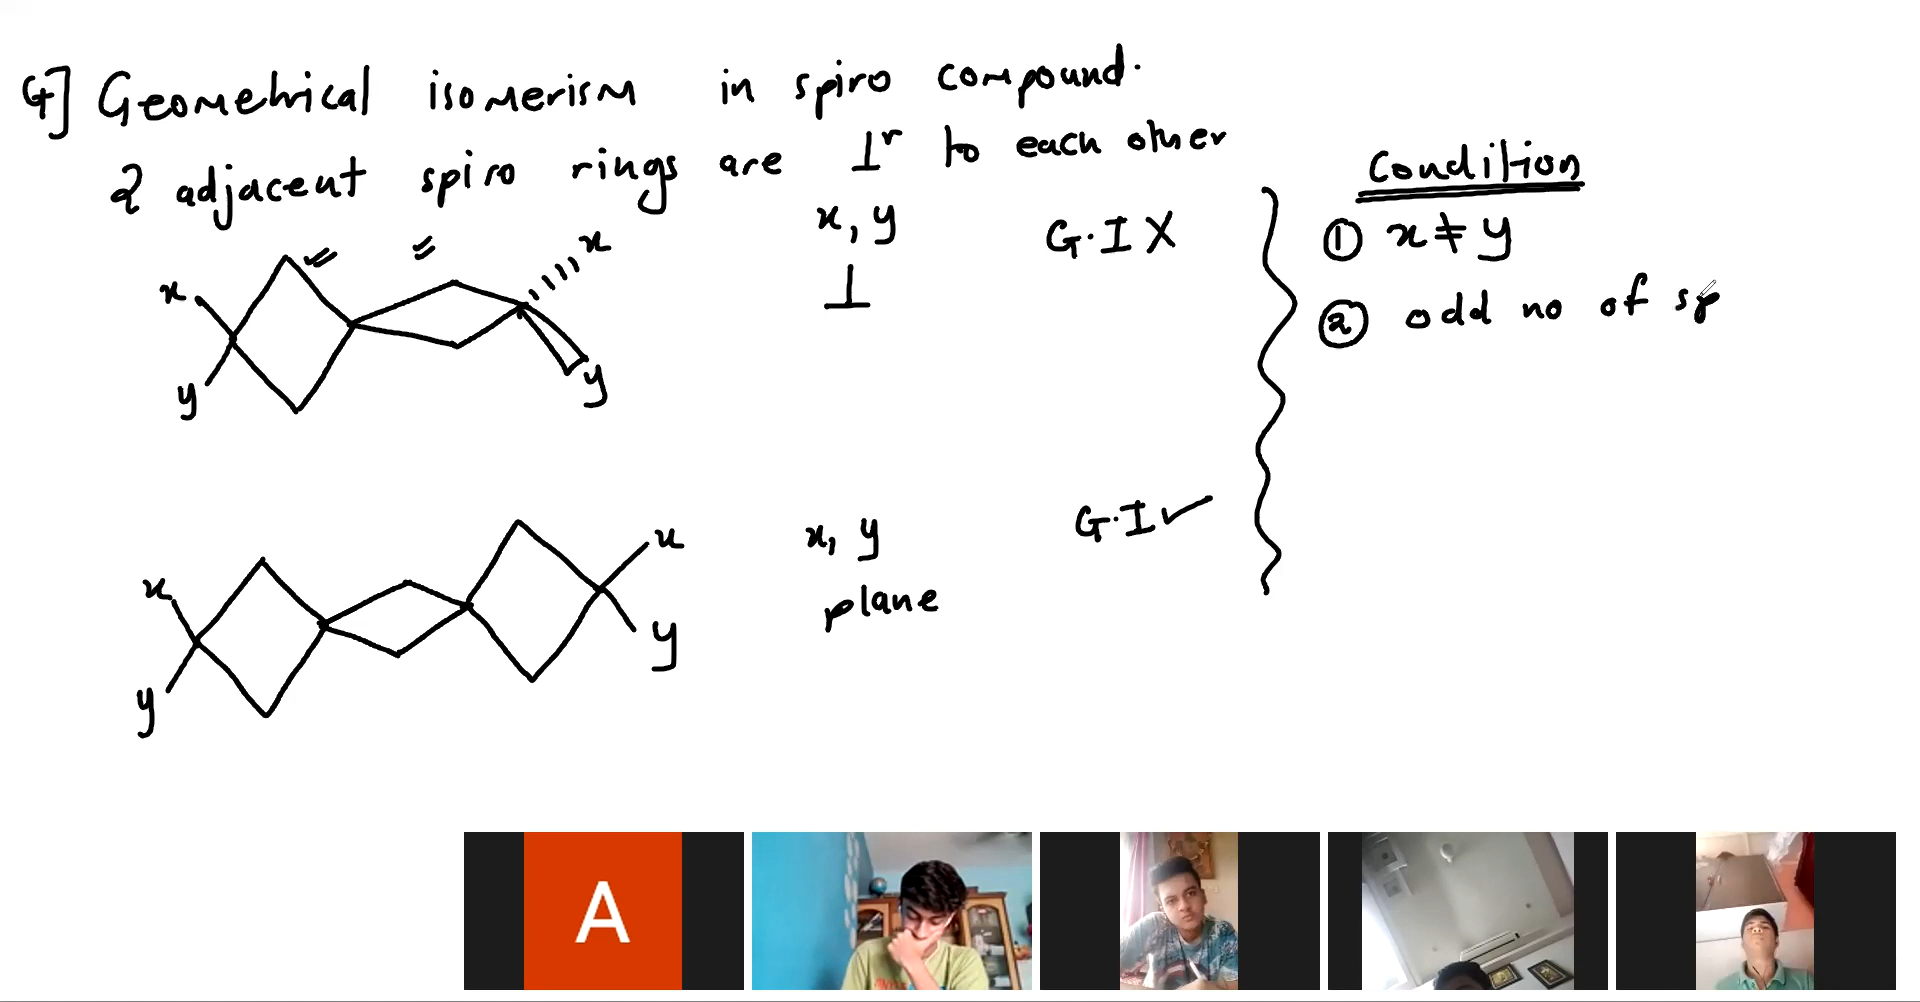 4] Geometrical isomerism in spiro compound.
2 adjacent spiro rings are ⊥r to each other
x
x
y
y
x, y
⊥
G.I X
x
x
y
y
x, y
plane
G.I ✓
Condition
① x ≠ y
② odd no of sp
A